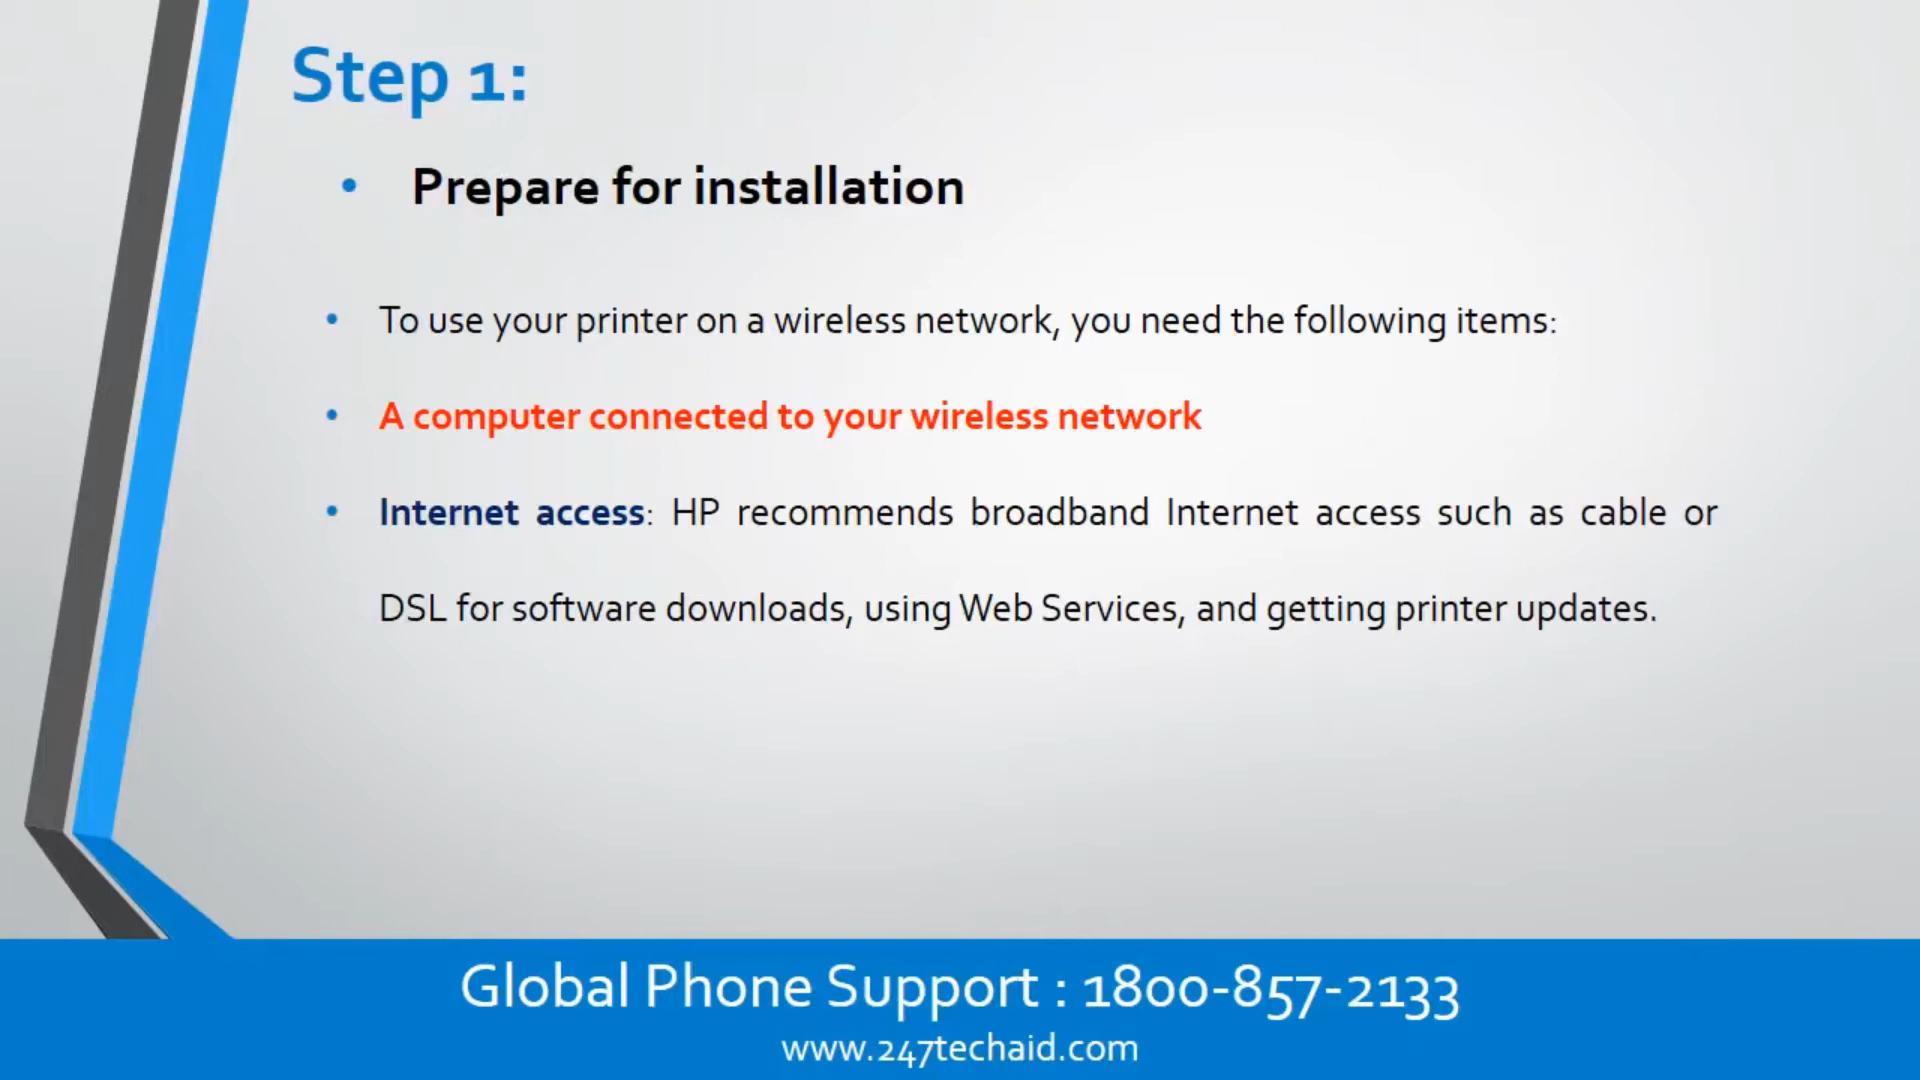 Step 1:
• Prepare for installation
• To use your printer on a wireless network, you need the following items:
• A computer connected to your wireless network
• Internet access: HP recommends broadband Internet access such as cable or
DSL for software downloads, using Web Services, and getting printer updates.
Global Phone Support : 1800-857-2133
www.247techaid.com